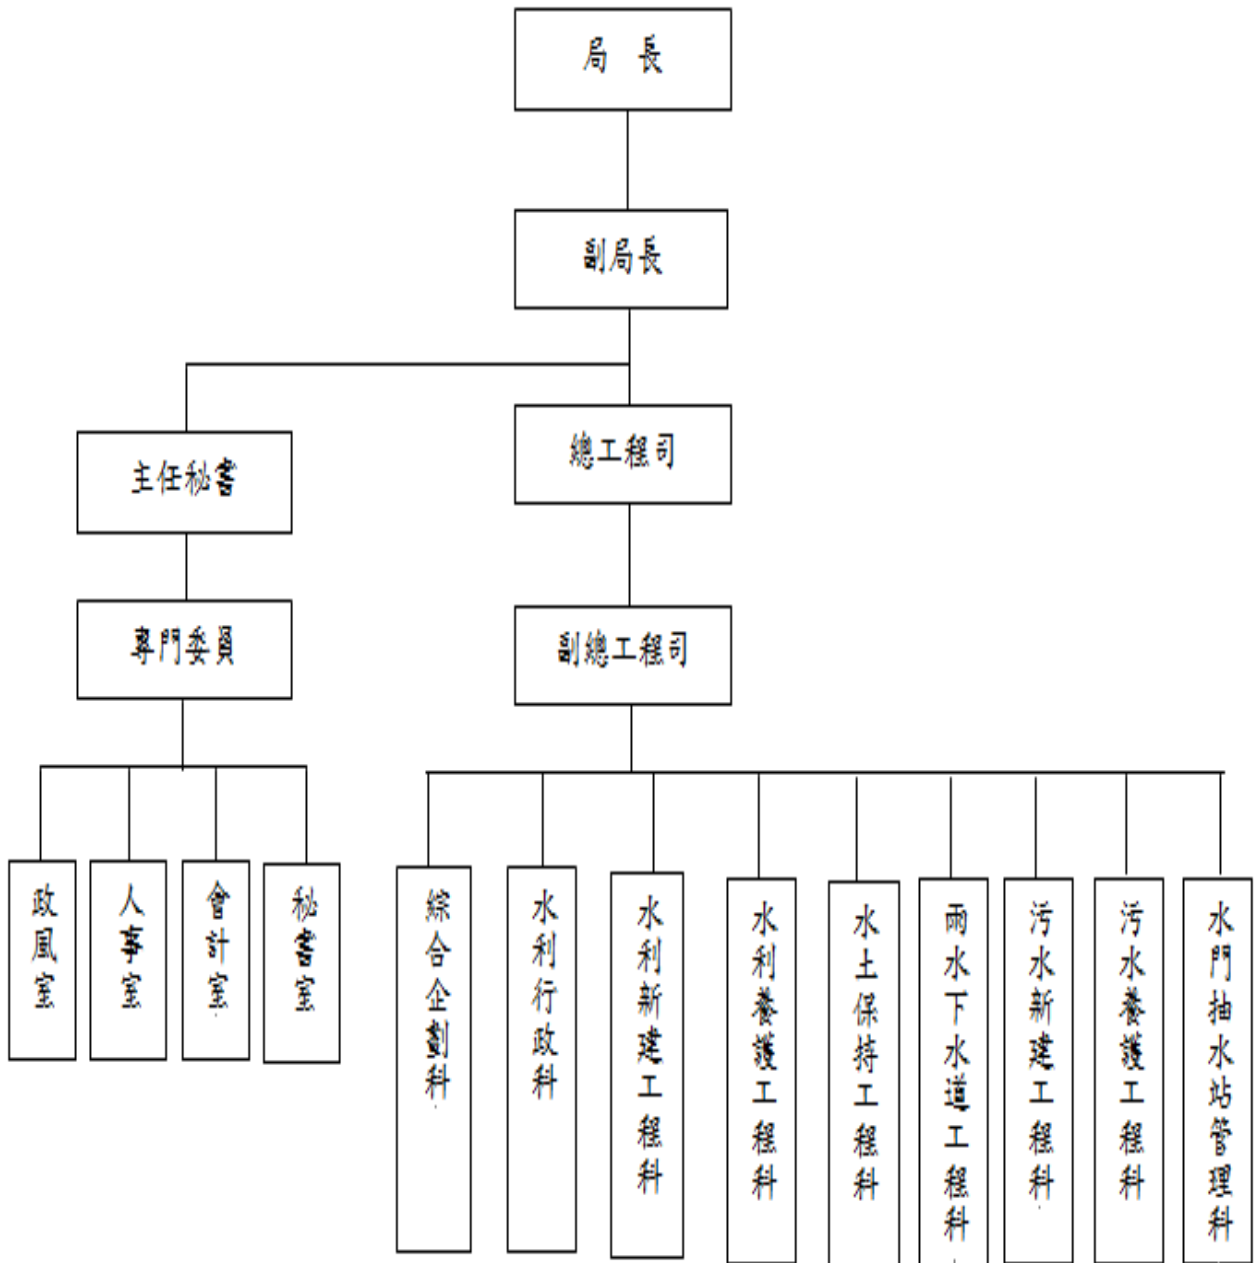 局 長
副局長
總工程司
主任秘書
專門委員
副總工程司
政風室
人事室
會計室
秘書室
綜合企劃科
水利行政科
水利新建工程科
水利養護工程科
水土保持工程科
雨水下水道工程科
污水新建工程科
污水養護工程科
水門抽水站管理科